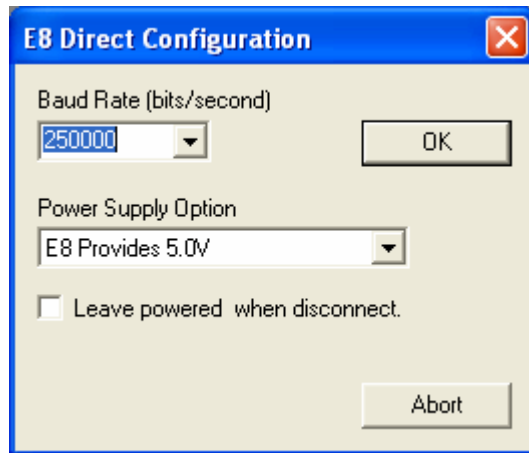 E8 Direct Configuration
Baud Rate (bits/second)
250000
OK
Power Supply Option
E8 Provides 5.0V
Leave powered when disconnect.
Abort